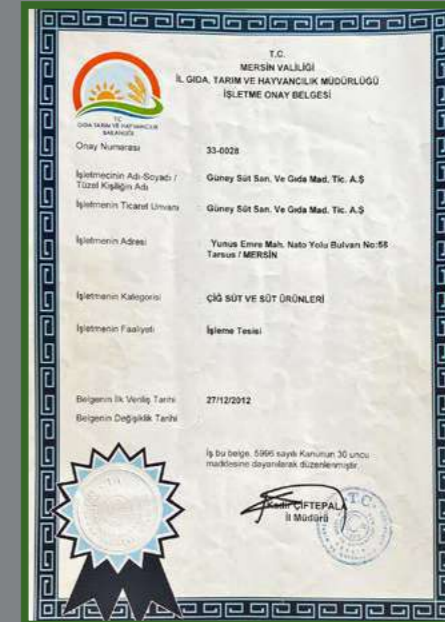 T.C.
MERSİN VALİLİĞİ
İL GIDA, TARIM VE HAYVANCILIK MÜDÜRLÜĞÜ
İŞLETME ONAY BELGESİ
T.C.
GIDA TARIM VE HAYVANCILIK
BAKANLIĞI
Onay Numarası 33-0028
İşletmecinin Adı-Soyadı /
Tüzel Kişiliğin Adı Güney Süt San. Ve Gıda Mad. Tic. A.Ş
İşletmenin Ticaret Unvanı Güney Süt San. Ve Gıda Mad. Tic. A.Ş
İşletmenin Adresi Yunus Emre Mah. Nato Yolu Bulvarı No:58
Tarsus / MERSİN
İşletmenin Kategorisi ÇİĞ SÜT VE SÜT ÜRÜNLERİ
İşletmenin Faaliyeti İşleme Tesisi
Belgenin İlk Veriliş Tarihi 27/12/2012
Belgenin Değişiklik Tarihi
İş bu belge, 5996 sayılı Kanunun 30 uncu
maddesine dayanılarak düzenlenmiştir.
Kadir ÇİFTEPALA
İl Müdürü
T.C.